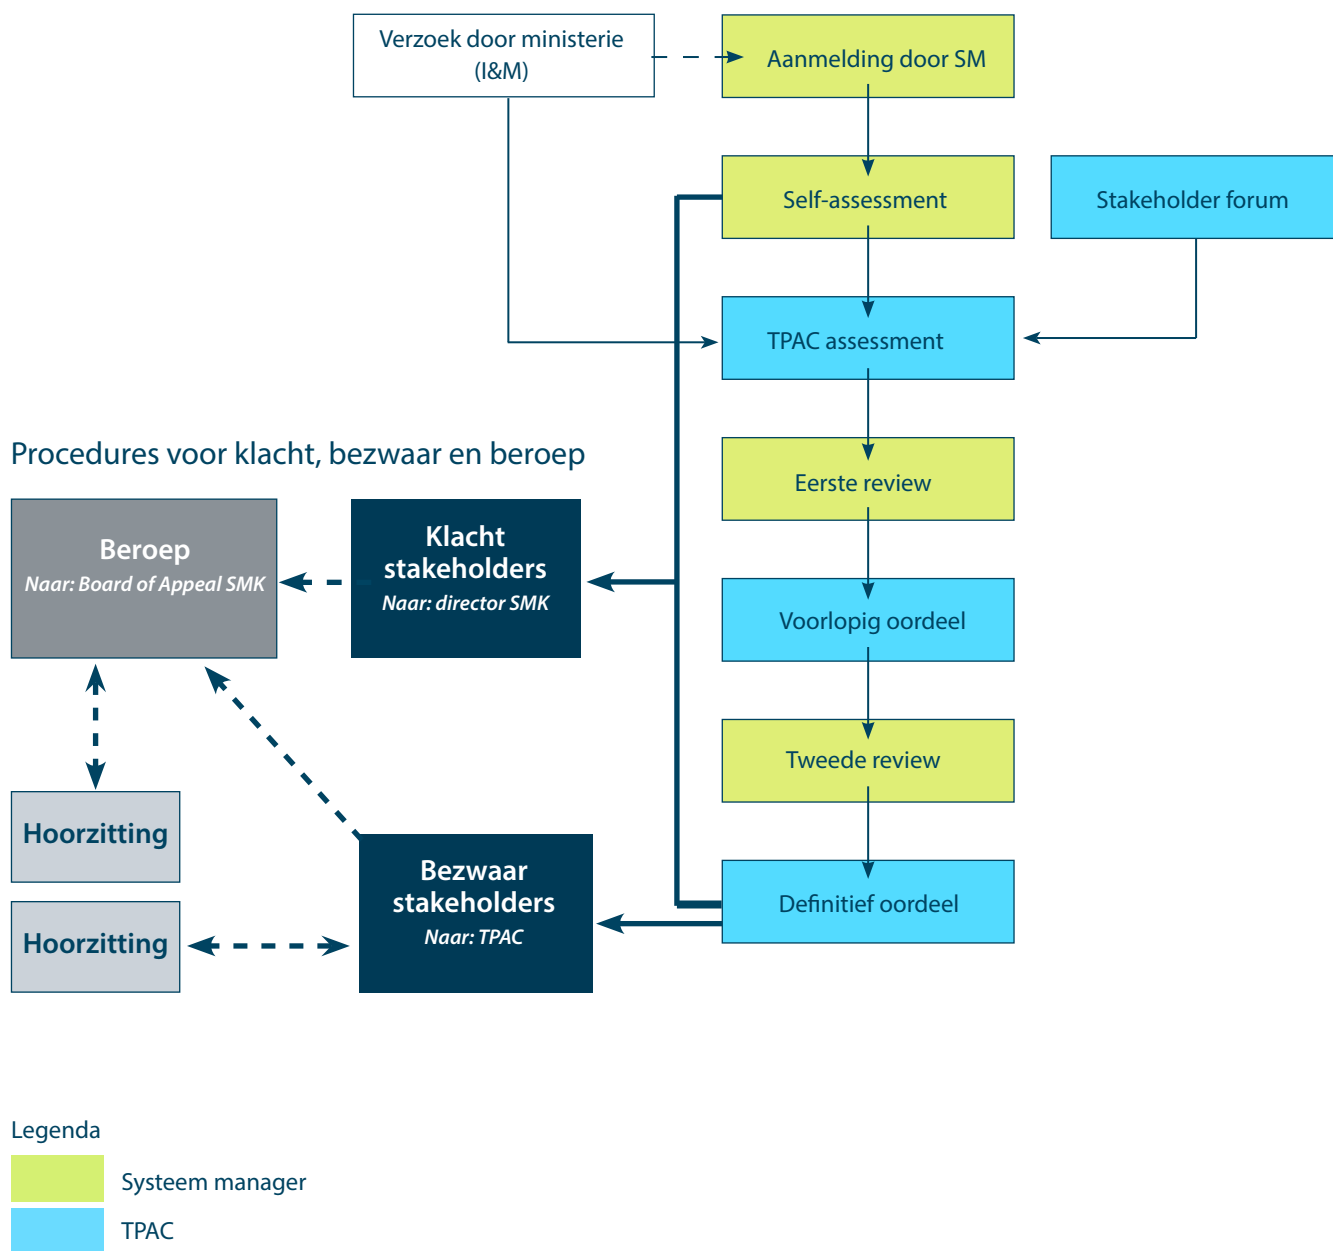 Verzoek door ministerie
(I&M)
Aanmelding door SM
Self-assessment
Stakeholder forum
TPAC assessment
Procedures voor klacht, bezwaar en beroep
Eerste review
Beroep
Naar: Board of Appeal SMK
Klacht
stakeholders
Naar: director SMK
Voorlopig oordeel
Tweede review
Hoorzitting
Bezwaar
stakeholders
Naar: TPAC
Definitief oordeel
Hoorzitting
Legenda
Systeem manager
TPAC